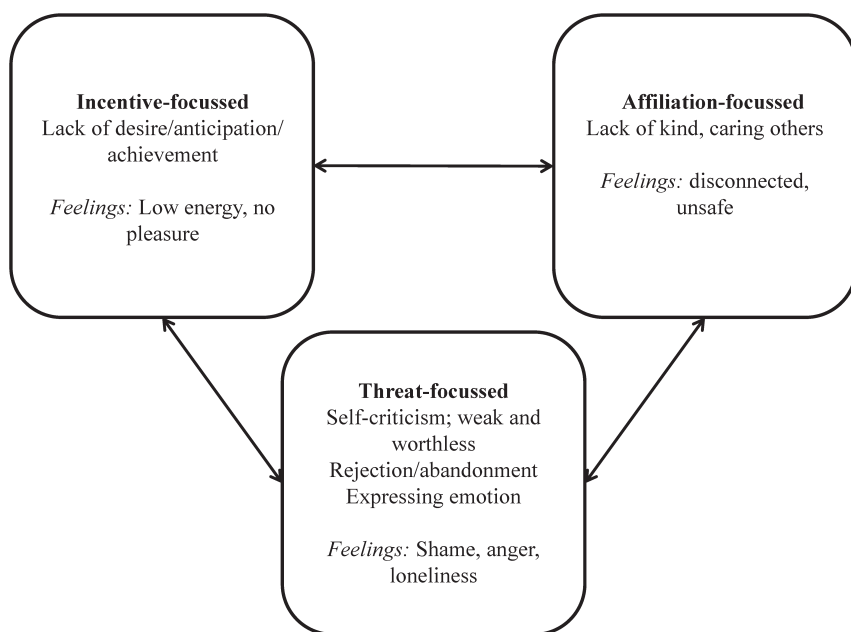 Incentive-focussed
Lack of desire/anticipation/
achievement
Feelings: Low energy, no
pleasure
Affiliation-focussed
Lack of kind, caring others
Feelings: disconnected,
unsafe
Threat-focussed
Self-criticism; weak and
worthless
Rejection/abandonment
Expressing emotion
Feelings: Shame, anger,
loneliness